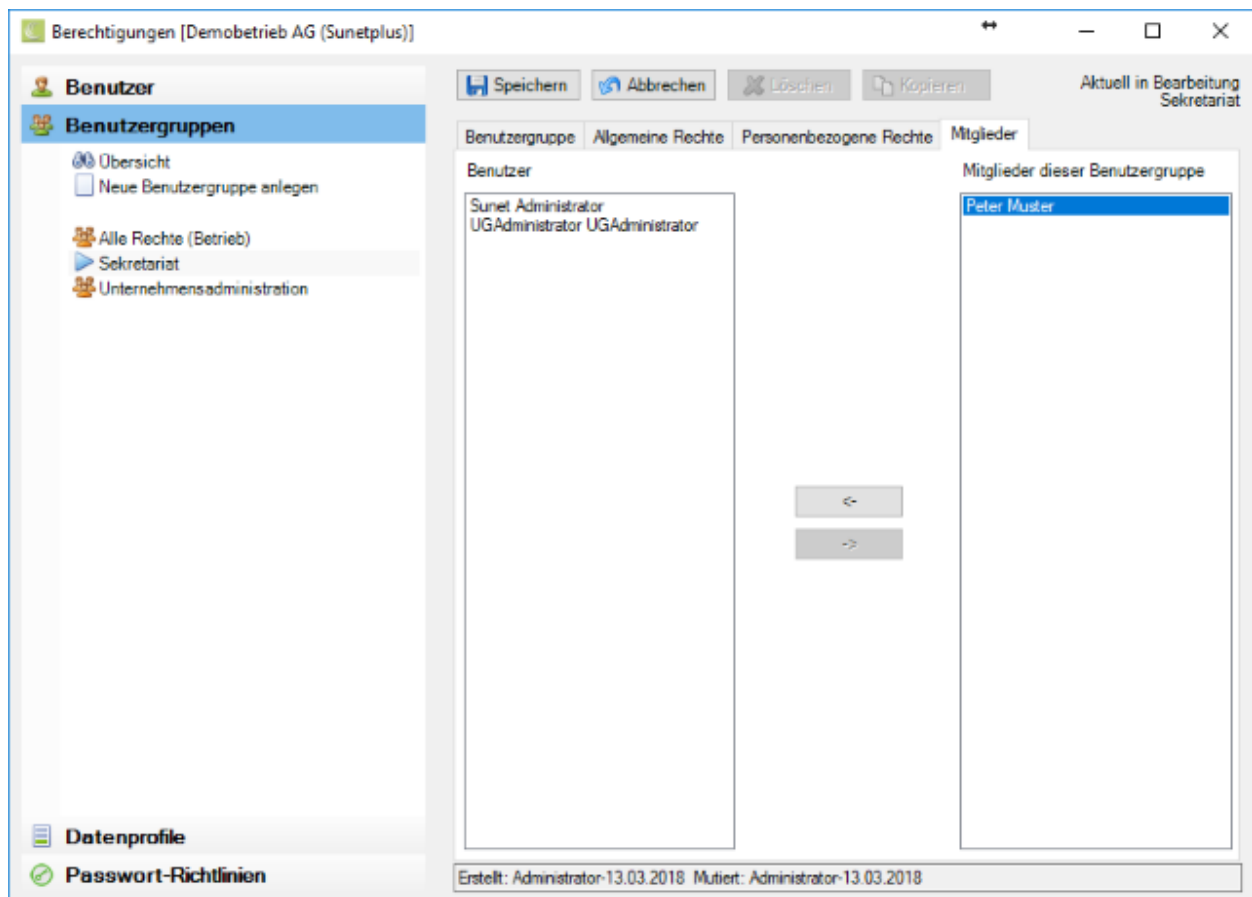 Berechtigungen [Demobetrieb AG (Sunetplus)]
Benutzer
Benutzergruppen
Übersicht
Neue Benutzergruppe anlegen
Alle Rechte (Betrieb)
Sekretariat
Unternehmensadministration
Datenprofile
Passwort-Richtlinien
Speichern Abbrechen Löschen Kopieren
Aktuell in Bearbeitung
Sekretariat
Benutzergruppe Allgemeine Rechte Personenbezogene Rechte Mitglieder
Benutzer
Sunet Administrator
UGAdministrator UGAdministrator
<-
->
Mitglieder dieser Benutzergruppe
Peter Muster
Erstellt: Administrator-13.03.2018 Mutiert: Administrator-13.03.2018